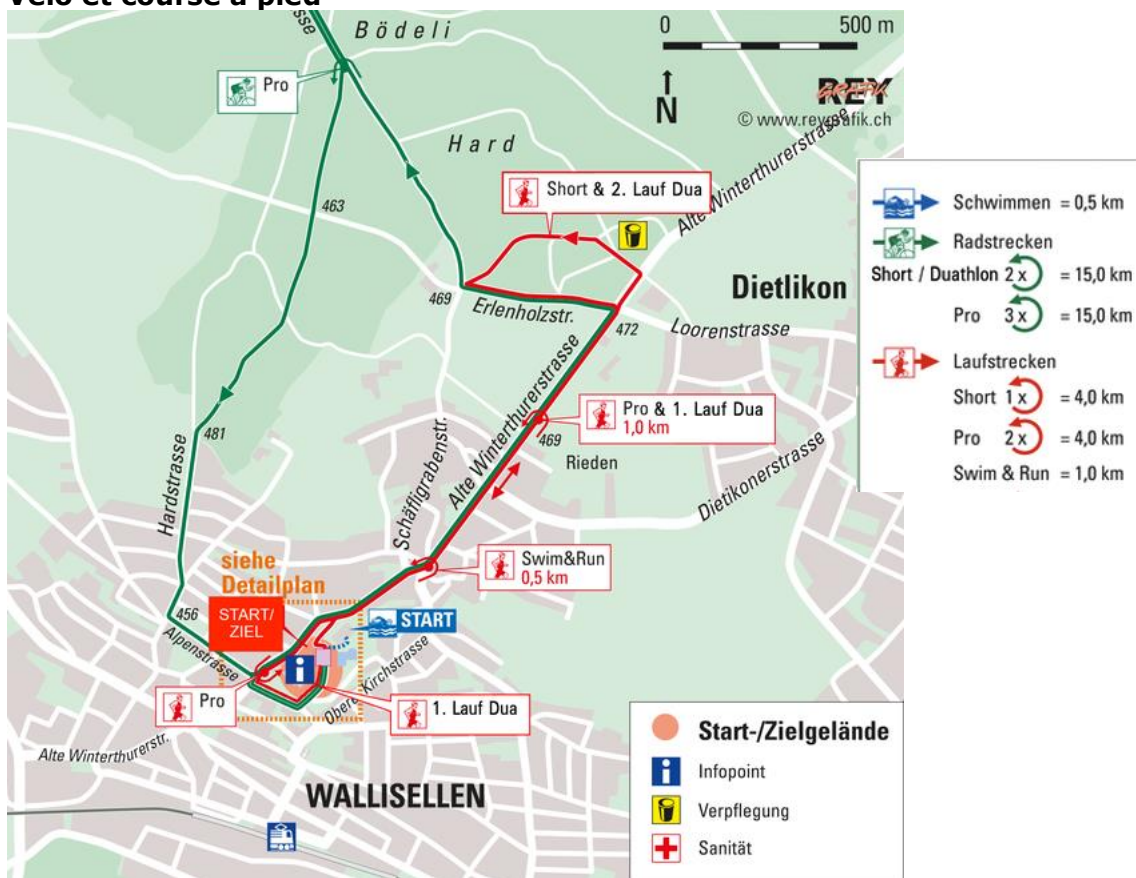 Vélo et course à pied
Bödeli
0 500 m
Pro
N
REY
GRAFIK
© www.reygrafik.ch
Hard
Short & 2. Lauf Dua
Alte Winterthurerstrasse
463
469
Erlenholzstr.
Dietlikon
Loorenstrasse
472
Schwimmen = 0,5 km
Radstrecken
Short / Duathlon 2 x = 15,0 km
Pro 3 x = 15,0 km
Laufstrecken
Short 1 x = 4,0 km
Pro 2 x = 4,0 km
Swim & Run = 1,0 km
481
Hardstrasse
Schäfligrabenstr.
Alte Winterthurerstrasse
Pro & 1. Lauf Dua
1,0 km
469
Rieden
Dietikonerstrasse
siehe
Detailplan
Swim&Run
0,5 km
456
START/
ZIEL
START
Alpenstrasse
i
Obere Kirchstrasse
Pro
1. Lauf Dua
Alte Winterthurerstr.
WALLISELLEN
Start-/Zielgelände
i Infopoint
Verpflegung
Sanität